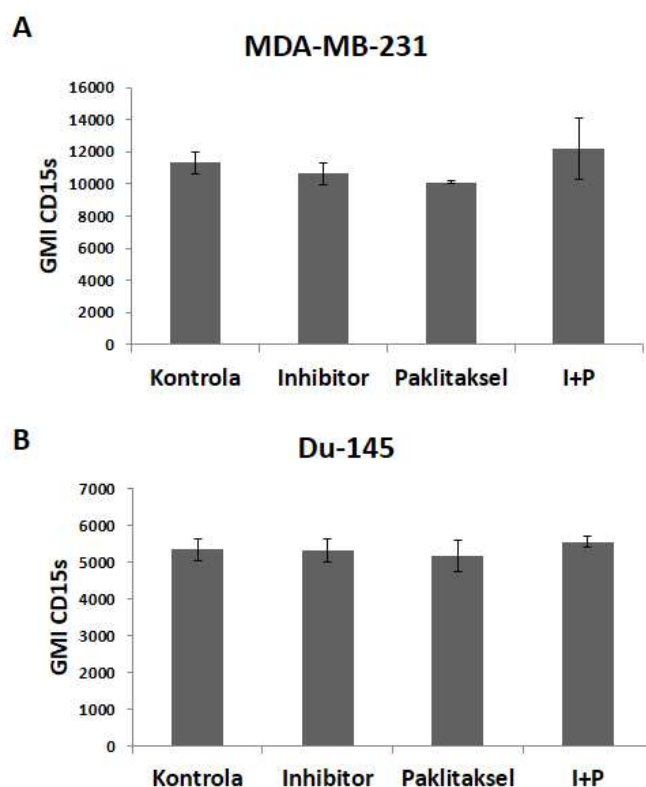 A
MDA-MB-231
GMI CD15s
16000
14000
12000
10000
8000
6000
4000
2000
0
Kontrola Inhibitor Paklitaksel I+P
B
Du-145
GMI CD15s
7000
6000
5000
4000
3000
2000
1000
0
Kontrola Inhibitor Paklitaksel I+P